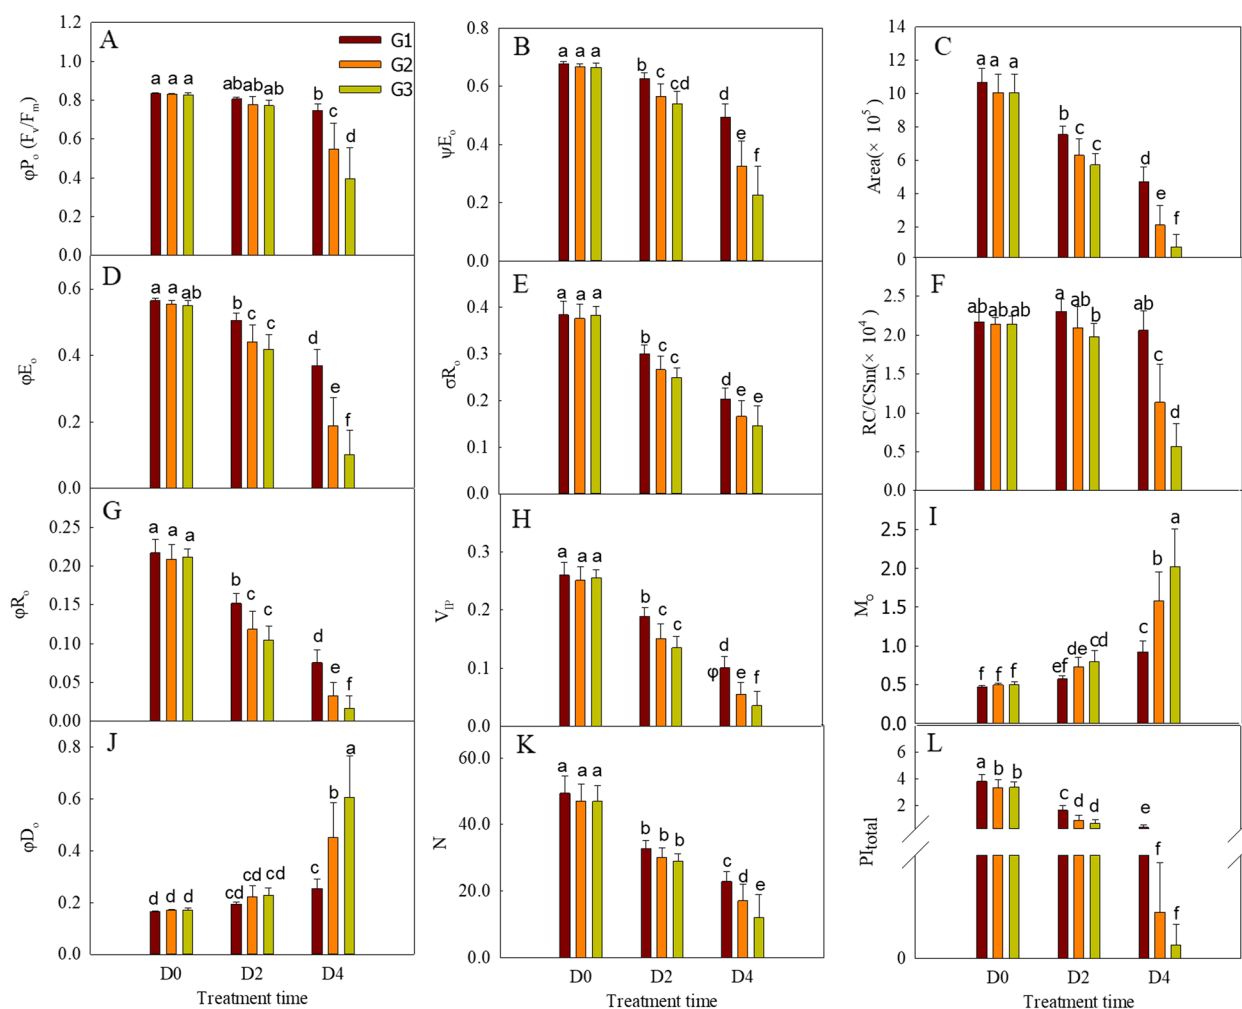 A
G1
G2
G3
φPo (Fv/Fm)
1.2
1.0
0.8
0.6
0.4
0.2
0.0
a a a
ab ab ab
b c d
B
ψEo
0.8
0.6
0.4
0.2
0.0
a a a
b c cd
d e f
C
Area(× 10⁵)
14
12
10
8
6
4
2
0
a a a
b c c
d e f
D
φEo
0.6
0.4
0.2
0.0
a a ab
b c c
d e f
E
σRo
0.4
0.3
0.2
0.1
0.0
a a a
b c c
d e e
F
RC/CSm(× 10⁴)
2.5
2.0
1.5
1.0
0.5
0.0
ab ab ab
a ab b
ab c d
G
φRo
0.25
0.20
0.15
0.10
0.05
0.00
a a a
b c c
d e f
H
VIP
0.3
0.2
0.1
0.0
a a a
b c c
d e f
φ
I
Mo
2.5
2.0
1.5
1.0
0.5
0.0
f f f
ef de cd
c b a
J
φDo
0.8
0.6
0.4
0.2
0.0
d d d
cd cd cd
c b a
D0 D2 D4
Treatment time
K
N
60.0
40.0
20.0
0.0
a a a
b b b
c d e
D0 D2 D4
Treatment time
L
PItotal
6
4
2
0
a b b
c d d
e f f
D0 D2 D4
Treatment time